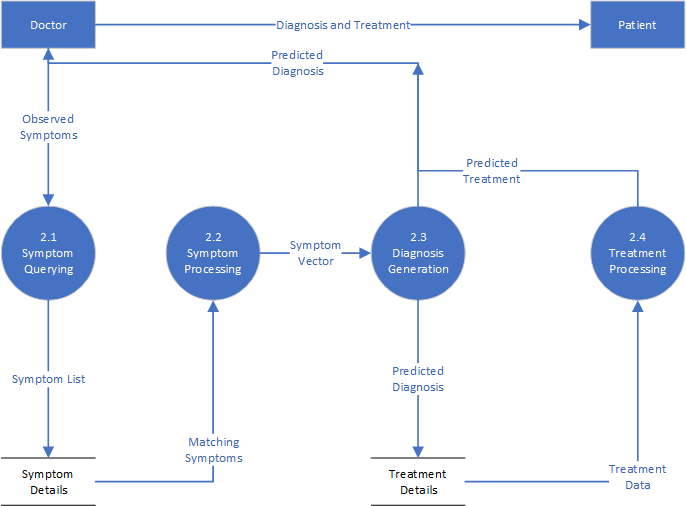 Doctor
Diagnosis and Treatment
Patient
Predicted
Diagnosis
Observed
Symptoms
Predicted
Treatment
2.1
Symptom
Querying
2.2
Symptom
Processing
Symptom
Vector
2.3
Diagnosis
Generation
2.4
Treatment
Processing
Symptom List
Predicted
Diagnosis
Matching
Symptoms
Symptom
Details
Treatment
Details
Treatment
Data